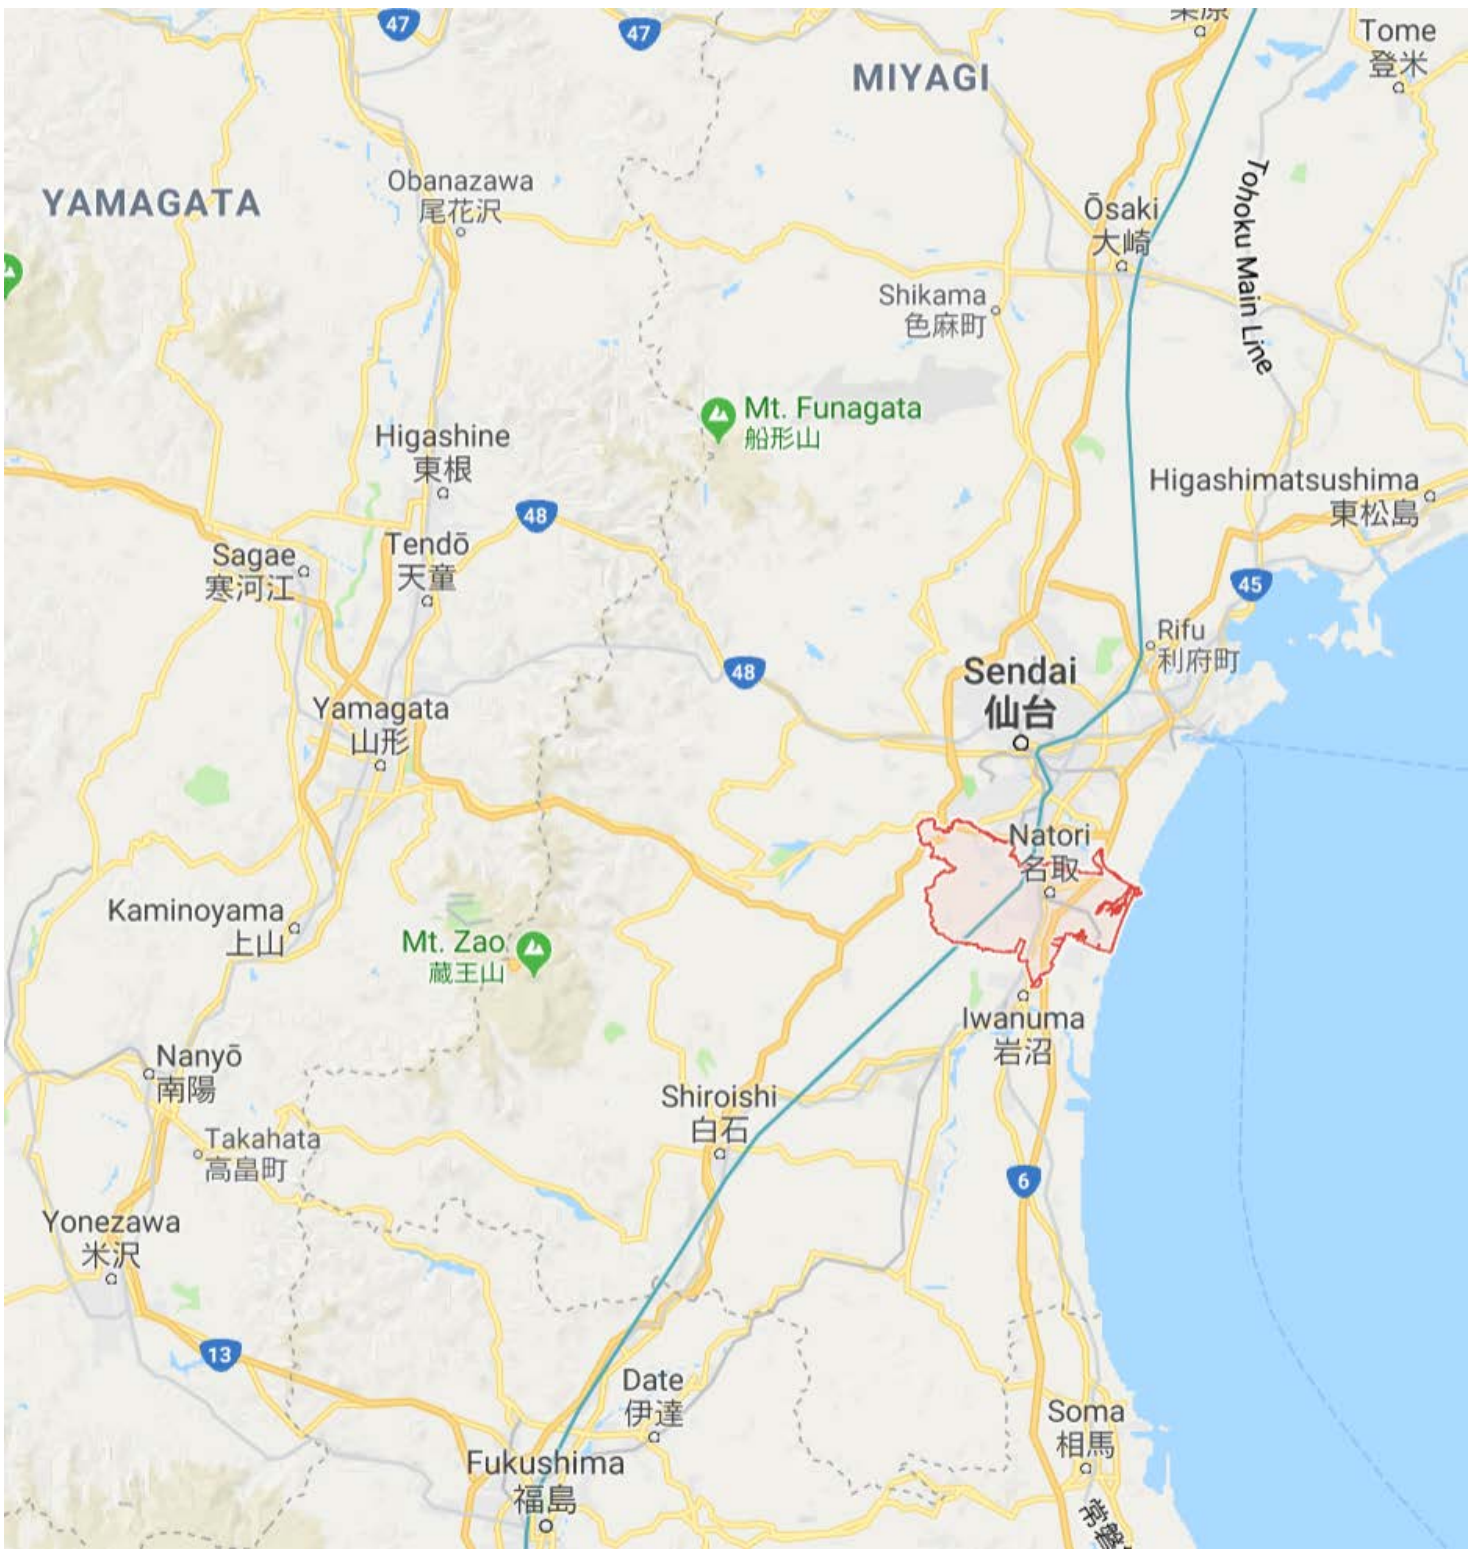 47
47
栗原
Tome
登米
MIYAGI
YAMAGATA
Obanazawa
尾花沢
Ōsaki
大崎
Tohoku Main Line
Shikama
色麻町
Mt. Funagata
船形山
Higashine
東根
Higashimatsushima
東松島
48
Tendō
天童
Sagae
寒河江
45
Rifu
利府町
48
Sendai
仙台
Yamagata
山形
Natori
名取
Kaminoyama
上山
Mt. Zao
蔵王山
Iwanuma
岩沼
Nanyō
南陽
Shiroishi
白石
Takahata
高畠町
6
Yonezawa
米沢
13
Date
伊達
Soma
相馬
Fukushima
福島
常磐